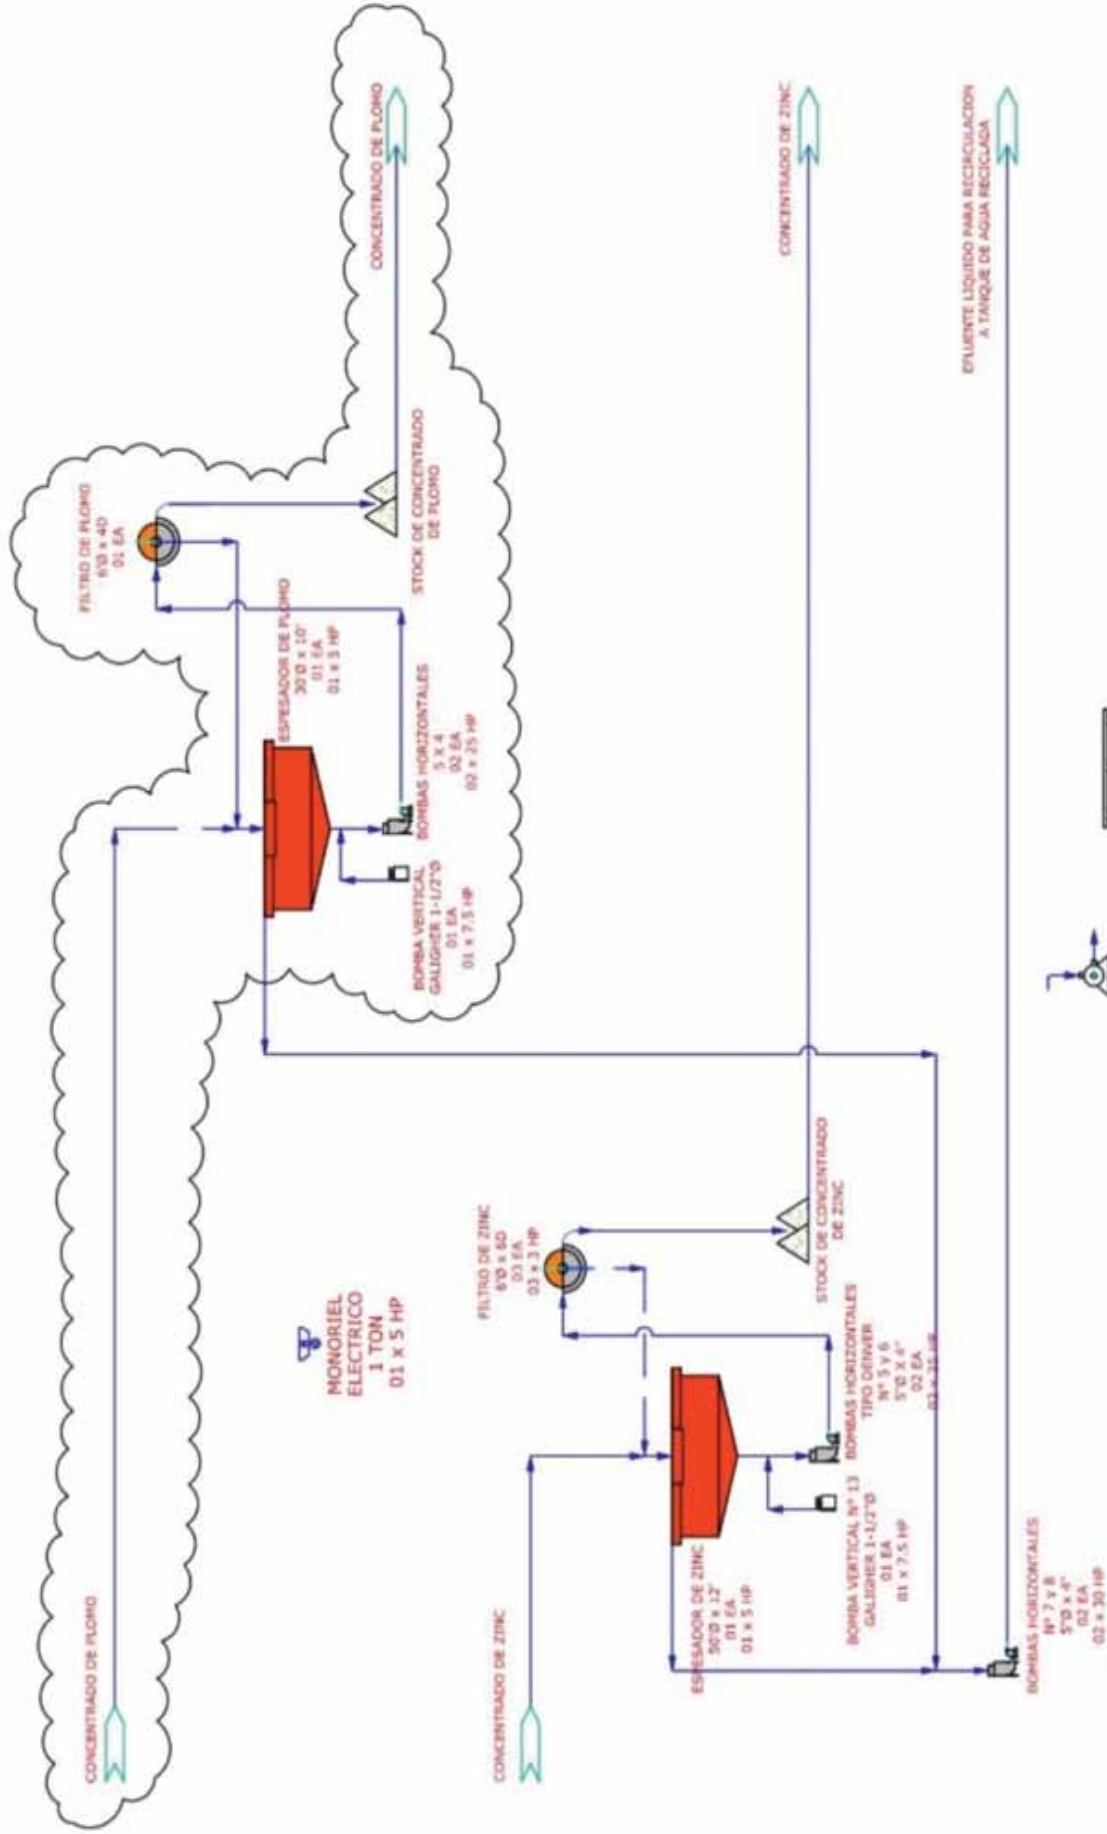 CONCENTRADO DE PLOMO
FILTRO DE PLOMO
6'Ø x 4D
01 EA
CONCENTRADO DE PLOMO
ESPESADOR DE PLOMO
30'Ø x 10'
01 EA
01 x 3 HP
STOCK DE CONCENTRADO
DE PLOMO
BOMBAS HORIZONTALES
5 X 4
02 EA
02 x 25 HP
BOMBA VERTICAL
GALIGHER 1-1/2"Ø
01 EA
01 x 7.5 HP
MONORIEL
ELECTRICO
1 TON
01 X 5 HP
CONCENTRADO DE ZINC
FILTRO DE ZINC
6'Ø x 6D
03 EA
03 x 3 HP
CONCENTRADO DE ZINC
ESPESADOR DE ZINC
50'Ø x 12'
01 EA
01 x 5 HP
STOCK DE CONCENTRADO
DE ZINC
BOMBAS HORIZONTALES
TIPO DENVER
N° 5 y 6
5"Ø X 4"
02 EA
02 x 25 HP
BOMBA VERTICAL N° 13
GALIGHER 1-1/2"Ø
01 EA
01 x 7.5 HP
EFLUENTE LIQUIDO PARA RECIRCULACION
A TANQUE DE AGUA RECICLADA
BOMBAS HORIZONTALES
N° 7 y 8
5"Ø x 4"
02 EA
02 x 30 HP